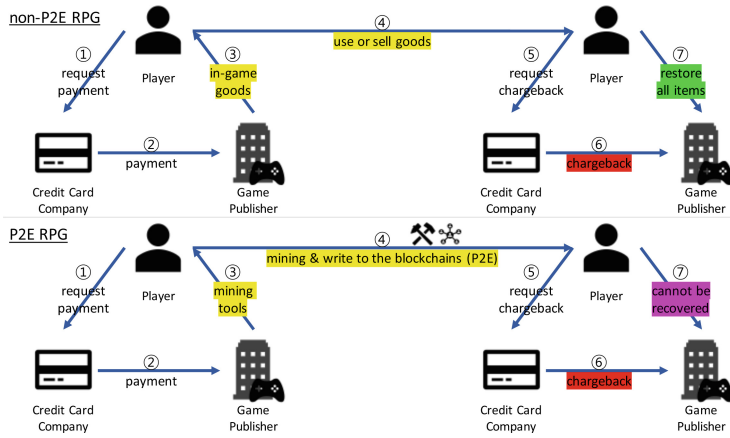 non-P2E RPG
④
use or sell goods
①
request
payment
Player
③
in-game
goods
②
payment
Credit Card
Company
Game
Publisher
⑤
request
chargeback
Player
⑦
restore
all items
⑥
chargeback
Credit Card
Company
Game
Publisher
P2E RPG
④
mining & write to the blockchains (P2E)
①
request
payment
Player
③
mining
tools
②
payment
Credit Card
Company
Game
Publisher
⑤
request
chargeback
Player
⑦
cannot be
recovered
⑥
chargeback
Credit Card
Company
Game
Publisher